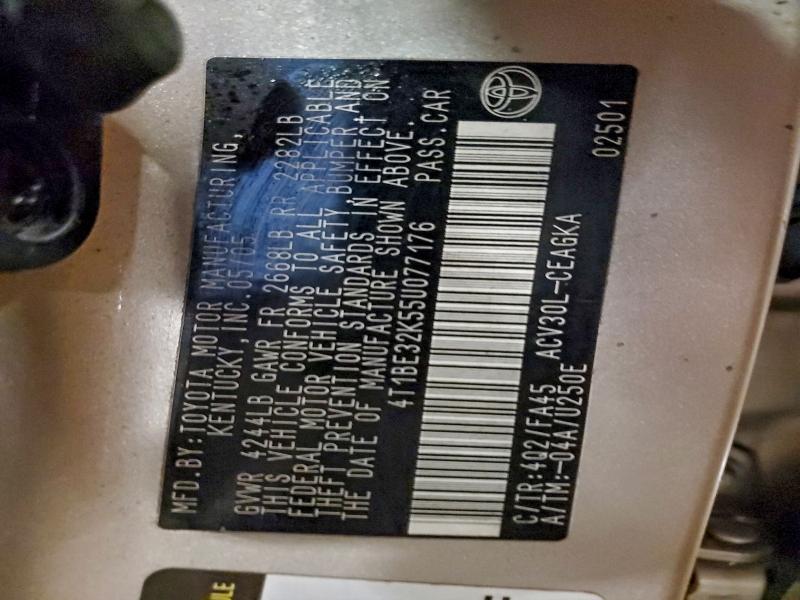 MFD.BY:TOYOTA MOTOR MANUFACTURING,
KENTUCKY,INC.05/05
GVWR 4244LB GAWR FR 2668LB RR 2282LB
THIS VEHICLE CONFORMS TO ALL APPLICABLE
FEDERAL MOTOR VEHICLE SAFETY BUMPER, AND
THEFT PREVENTION STANDARDS IN EFFECT ON
THE DATE OF MANUFACTURE SHOWN ABOVE.
4T1BE32K55U077176 PASS.CAR
C/TR:4Q2/FA45 ACV30L-CEAGKA
A/TM:-04A/U250E
02501